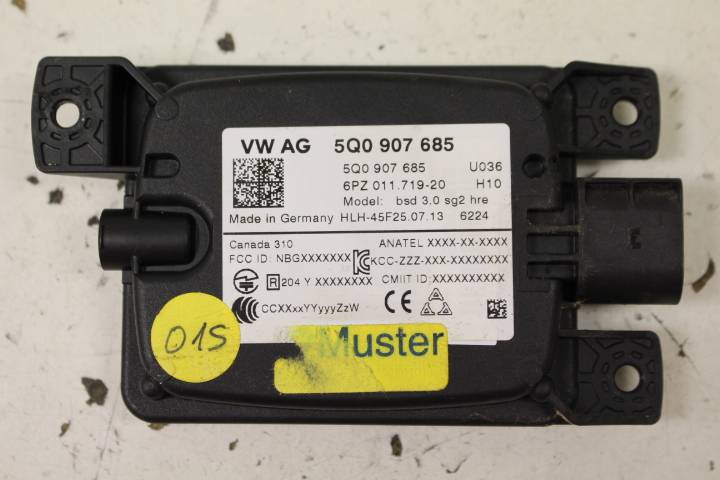 VW AG 5Q0 907 685
5Q0 907 685 U036
6PZ 011.719-20 H10
Model: bsd 3.0 sg2 hre
Made in Germany HLH-45F25.07.13 6224
Canada 310 ANATEL XXXX-XX-XXXX
FCC ID: NBGXXXXXXX KCC-ZZZ-XXX-XXXXXXXX
R 204 Y XXXXXXXX CMIIT ID:XXXXXXXXXX
CCXXxxYYyyyZzW CE
01S
Muster